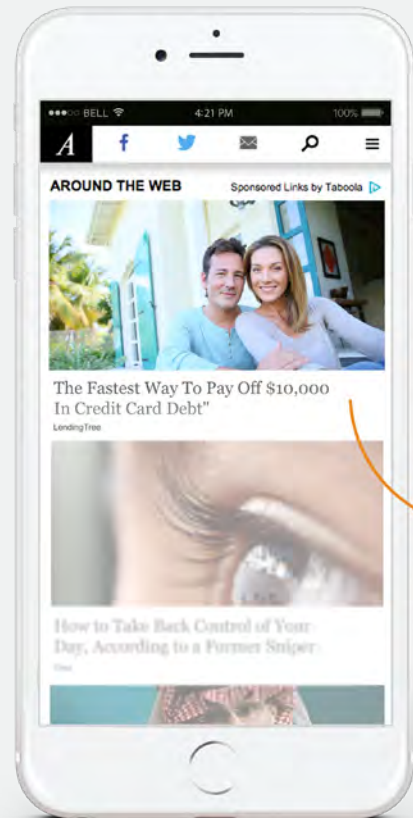 BELL 4:21 PM 100%
A f
AROUND THE WEB Sponsored Links by Taboola
The Fastest Way To Pay Off $10,000
In Credit Card Debt"
LendingTree
How to Take Back Control of Your
Day, According to a Former Sniper